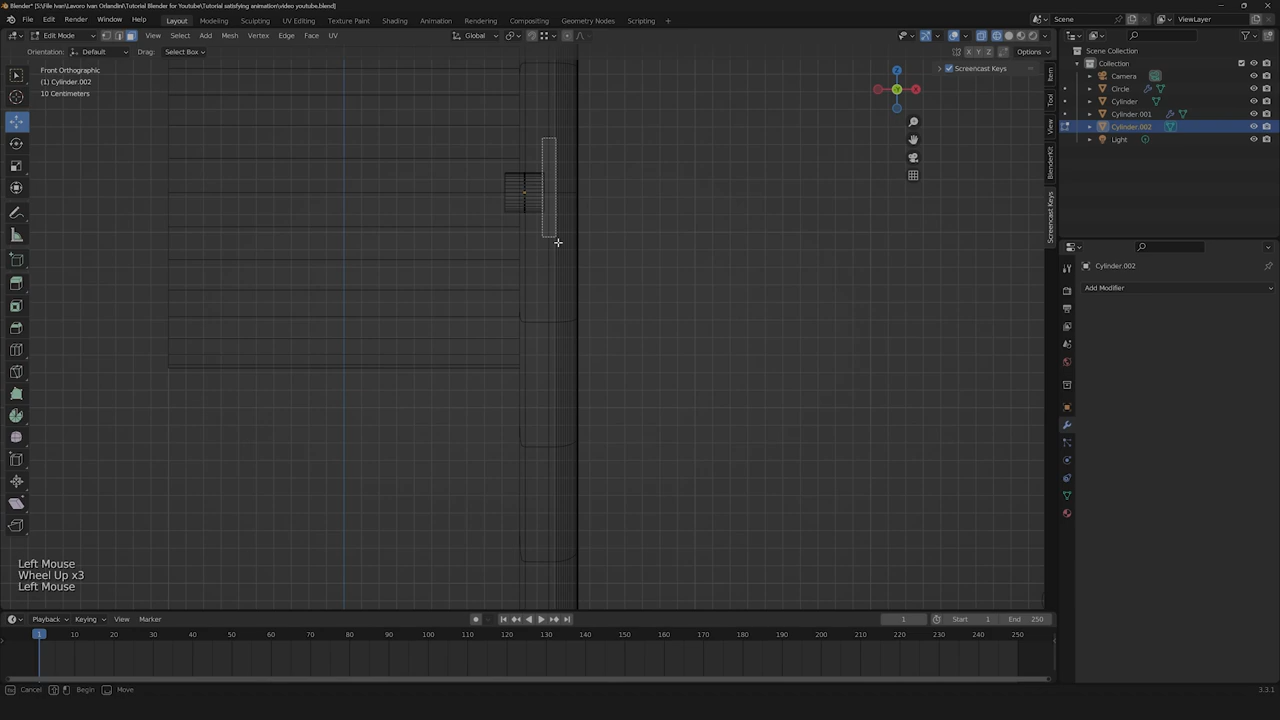 Blender* [S:\File Ivan\Lavoro Ivan Orlandini\Tutorial Blender for Youtube\Tutorial satisfying animation\video youtube.blend]
File Edit Render Window Help Layout Modeling Sculpting UV Editing Texture Paint Shading Animation Rendering Compositing Geometry Nodes Scripting Scene ViewLayer
Edit Mode View Select Add Mesh Vertex Edge Face UV Global
Orientation: Default Drag: Select Box X Y Z Options
Front Orthographic
(1) Cylinder.002
10 Centimeters
Screencast Keys
Z
Y
X
Item
Tool
View
BlenderKit
Screencast Keys
Scene Collection
Collection
Camera
Circle
Cylinder
Cylinder.001
Cylinder.002
Light
Cylinder.002
Add Modifier
Left Mouse
Wheel Up x3
Left Mouse
Playback Keying View Marker 1 Start 1 End 250
1 10 20 30 40 50 60 70 80 90 100 110 120 130 140 150 160 170 180 190 200 210 220 230 240 250
Cancel Begin Move 3.3.1